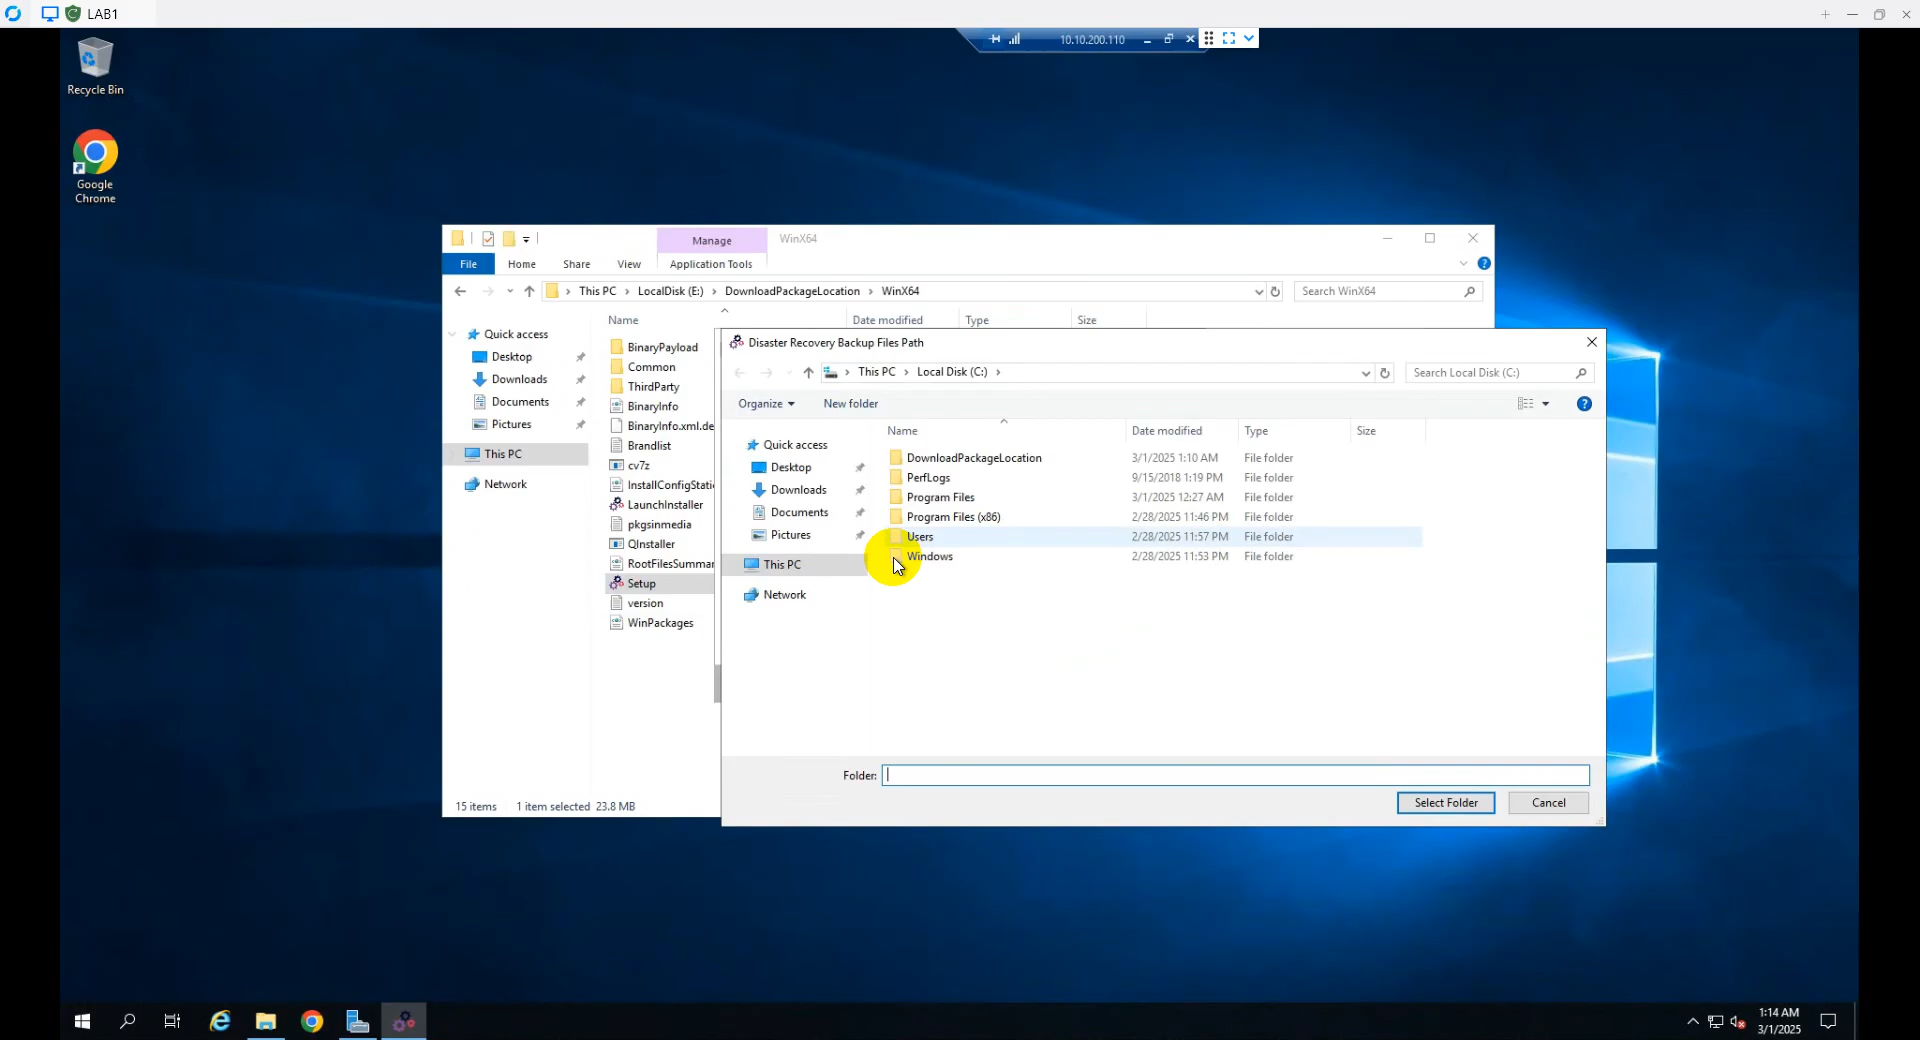 LAB1
10.10.200.110
Recycle Bin
Google
Chrome
Manage
WinX64
File
Home
Share
View
Application Tools
This PC
LocalDisk (E:)
DownloadPackageLocation
WinX64
Search WinX64
Name
Date modified
Type
Size
Quick access
Desktop
Downloads
Documents
Pictures
This PC
Network
BinaryPayload
Common
ThirdParty
BinaryInfo
BinaryInfo.xml.de
Brandlist
cv7z
InstallConfigStati
LaunchInstaller
pkgsinmedia
QInstaller
RootFilesSummar
Setup
version
WinPackages
15 items
1 item selected 23.8 MB
Disaster Recovery Backup Files Path
This PC
Local Disk (C:)
Search Local Disk (C:)
Organize
New folder
Name
Date modified
Type
Size
Quick access
Desktop
Downloads
Documents
Pictures
This PC
Network
DownloadPackageLocation 3/1/2025 1:10 AM File folder
PerfLogs 9/15/2018 1:19 PM File folder
Program Files 3/1/2025 12:27 AM File folder
Program Files (x86) 2/28/2025 11:46 PM File folder
Users 2/28/2025 11:57 PM File folder
Windows 2/28/2025 11:53 PM File folder
Folder:
Select Folder
Cancel
1:14 AM
3/1/2025